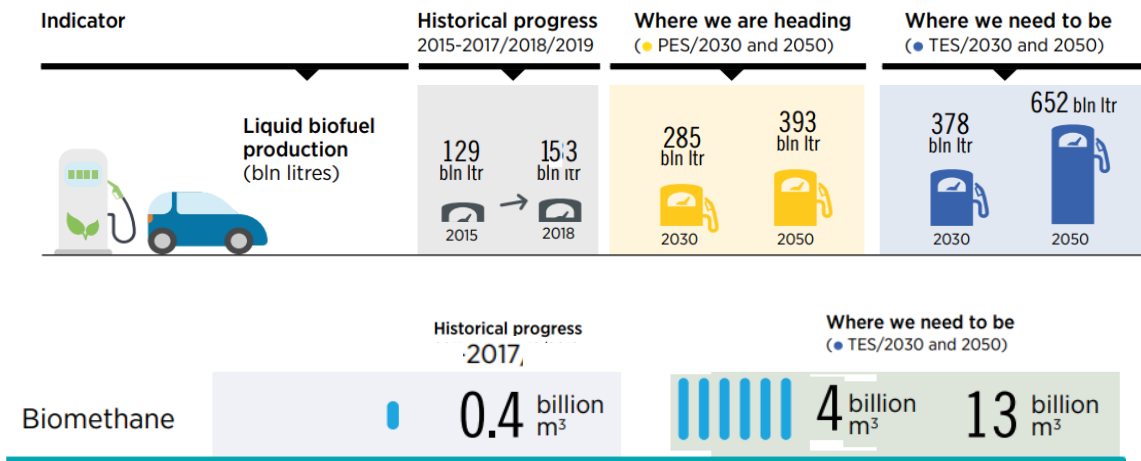 Indicator
Historical progress
2015-2017/2018/2019
Where we are heading
(● PES/2030 and 2050)
Where we need to be
(● TES/2030 and 2050)
Liquid biofuel
production
(bln litres)
129
bln ltr
2015
153
bln ltr
2018
285
bln ltr
2030
393
bln ltr
2050
378
bln ltr
2030
652 bln ltr
2050
Historical progress
-2017,
Where we need to be
(● TES/2030 and 2050)
Biomethane
0.4 billion
m³
4 billion
m³
13 billion
m³